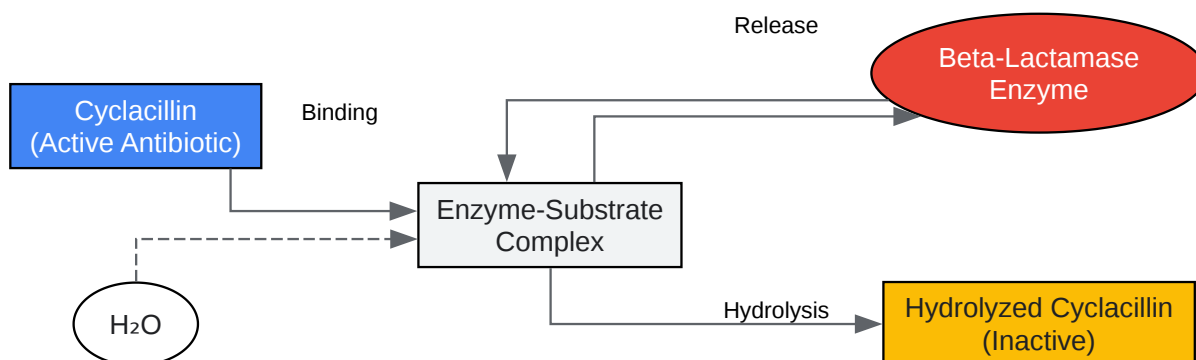 Release
Beta-Lactamase
Enzyme
Cyclacillin
(Active Antibiotic)
Binding
Enzyme-Substrate
Complex
H₂O
Hydrolysis
Hydrolyzed Cyclacillin
(Inactive)